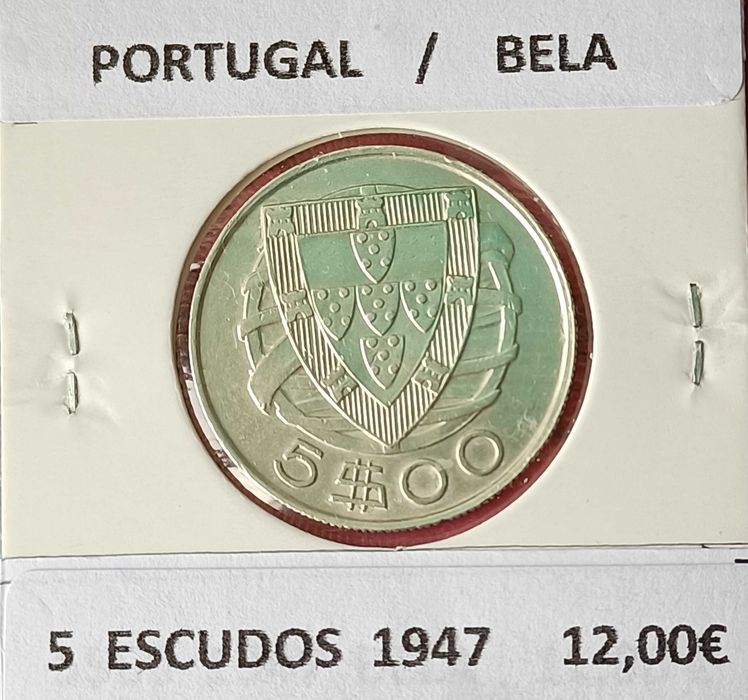 PORTUGAL / BELA
5$00
5 ESCUDOS 1947 12,00€